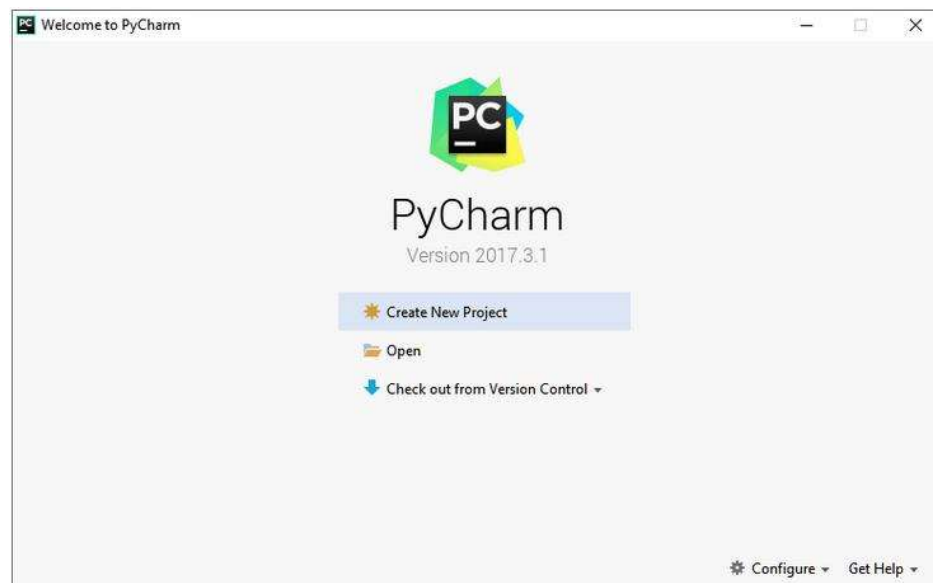 PC
Welcome to PyCharm
PC
PyCharm
Version 2017.3.1
Create New Project
Open
Check out from Version Control
Configure
Get Help